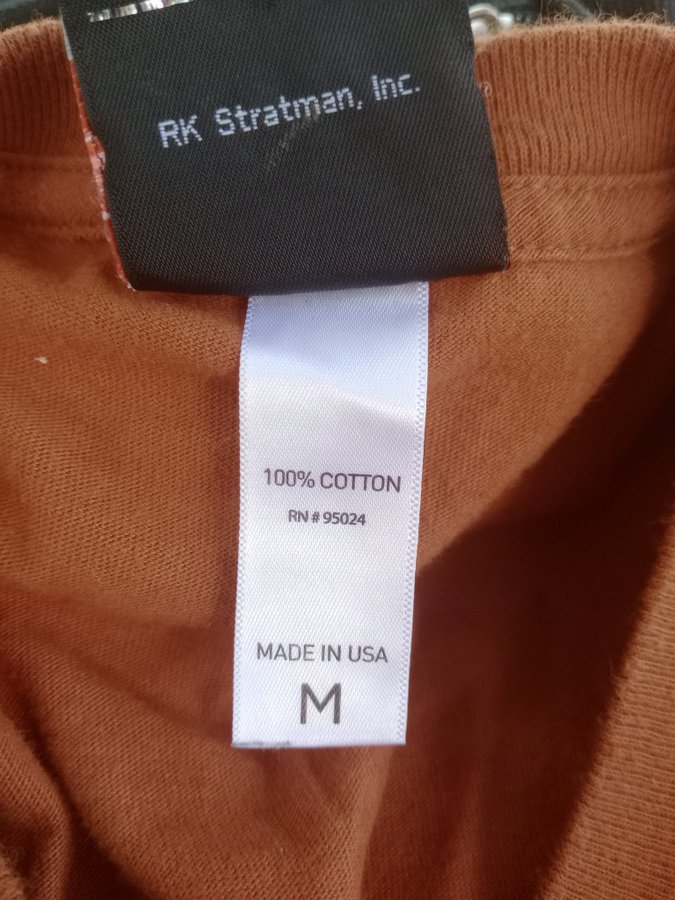 RK Stratman, Inc.
100% COTTON
RN # 95024
MADE IN USA
M